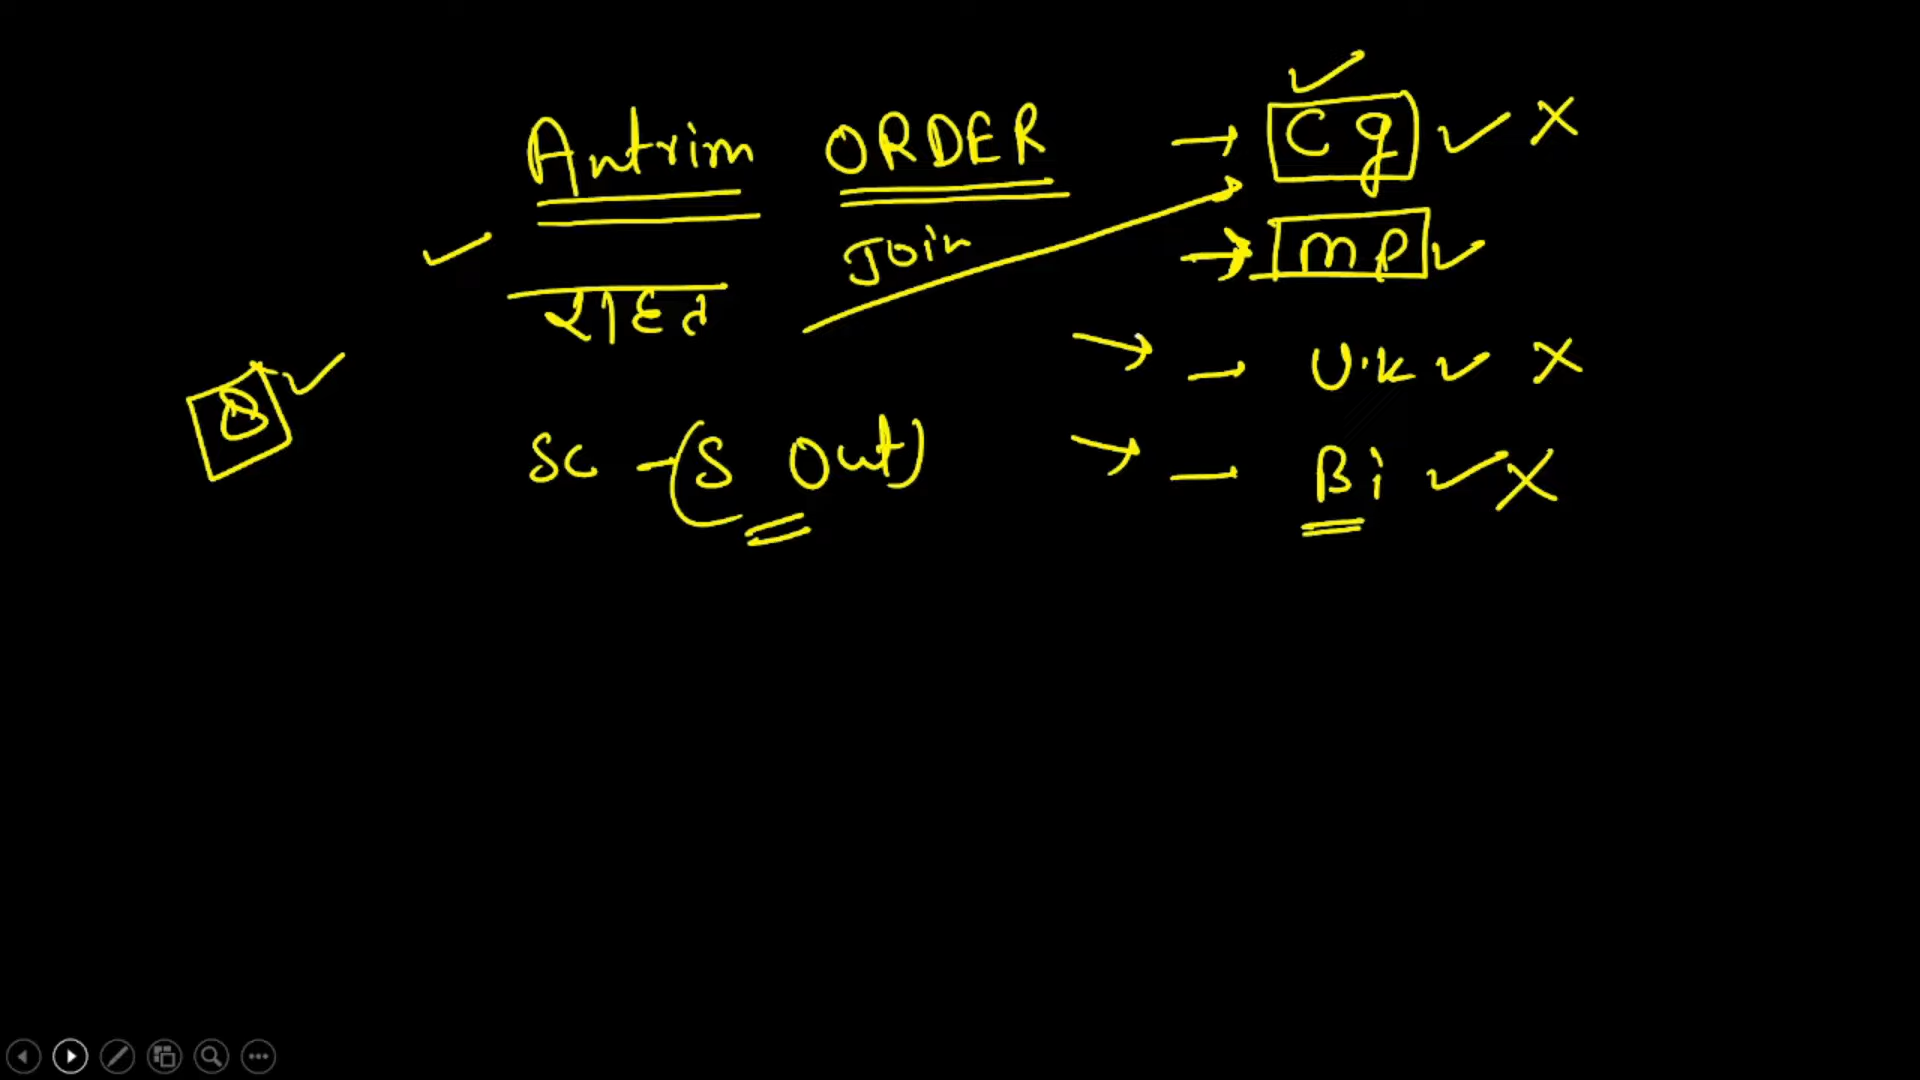 Antrim ORDER → Cg ✓ X
Join → MP ✓
राहत
→ - U.K ✓ X
SC - (S Out) → - Bi ✓ X